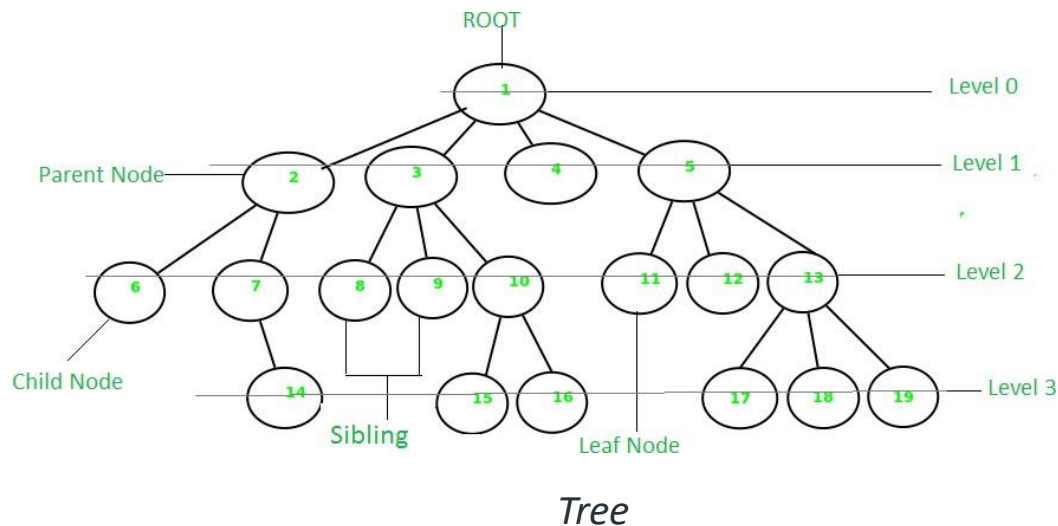 ROOT
1
Level 0
Parent Node
2
3
4
5
Level 1
6
7
8
9
10
11
12
13
Level 2
Child Node
14
15
16
17
18
19
Level 3
Sibling
Leaf Node
Tree